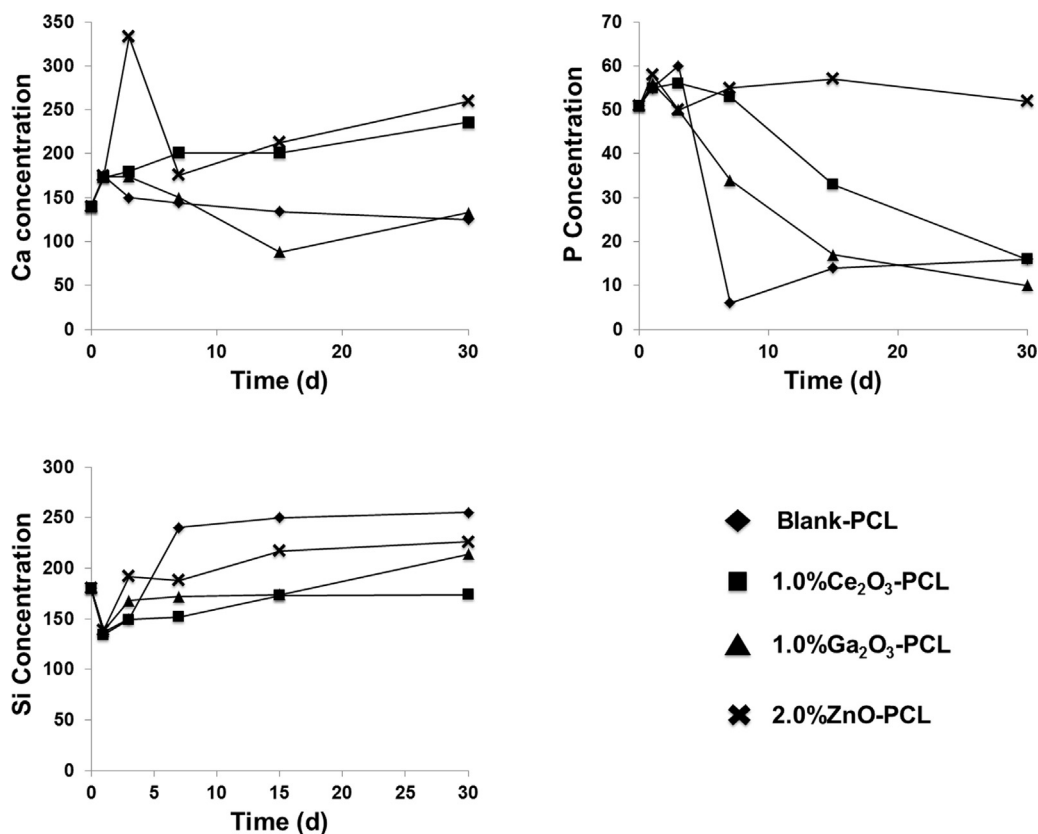 Ca concentration
350
300
250
200
150
100
50
0
0 10 20 30
Time (d)
P Concentration
70
60
50
40
30
20
10
0
0 10 20 30
Time (d)
Si Concentration
300
250
200
150
100
50
0
0 5 10 15 20 25 30
Time (d)
Blank-PCL
1.0%Ce₂O₃-PCL
1.0%Ga₂O₃-PCL
2.0%ZnO-PCL